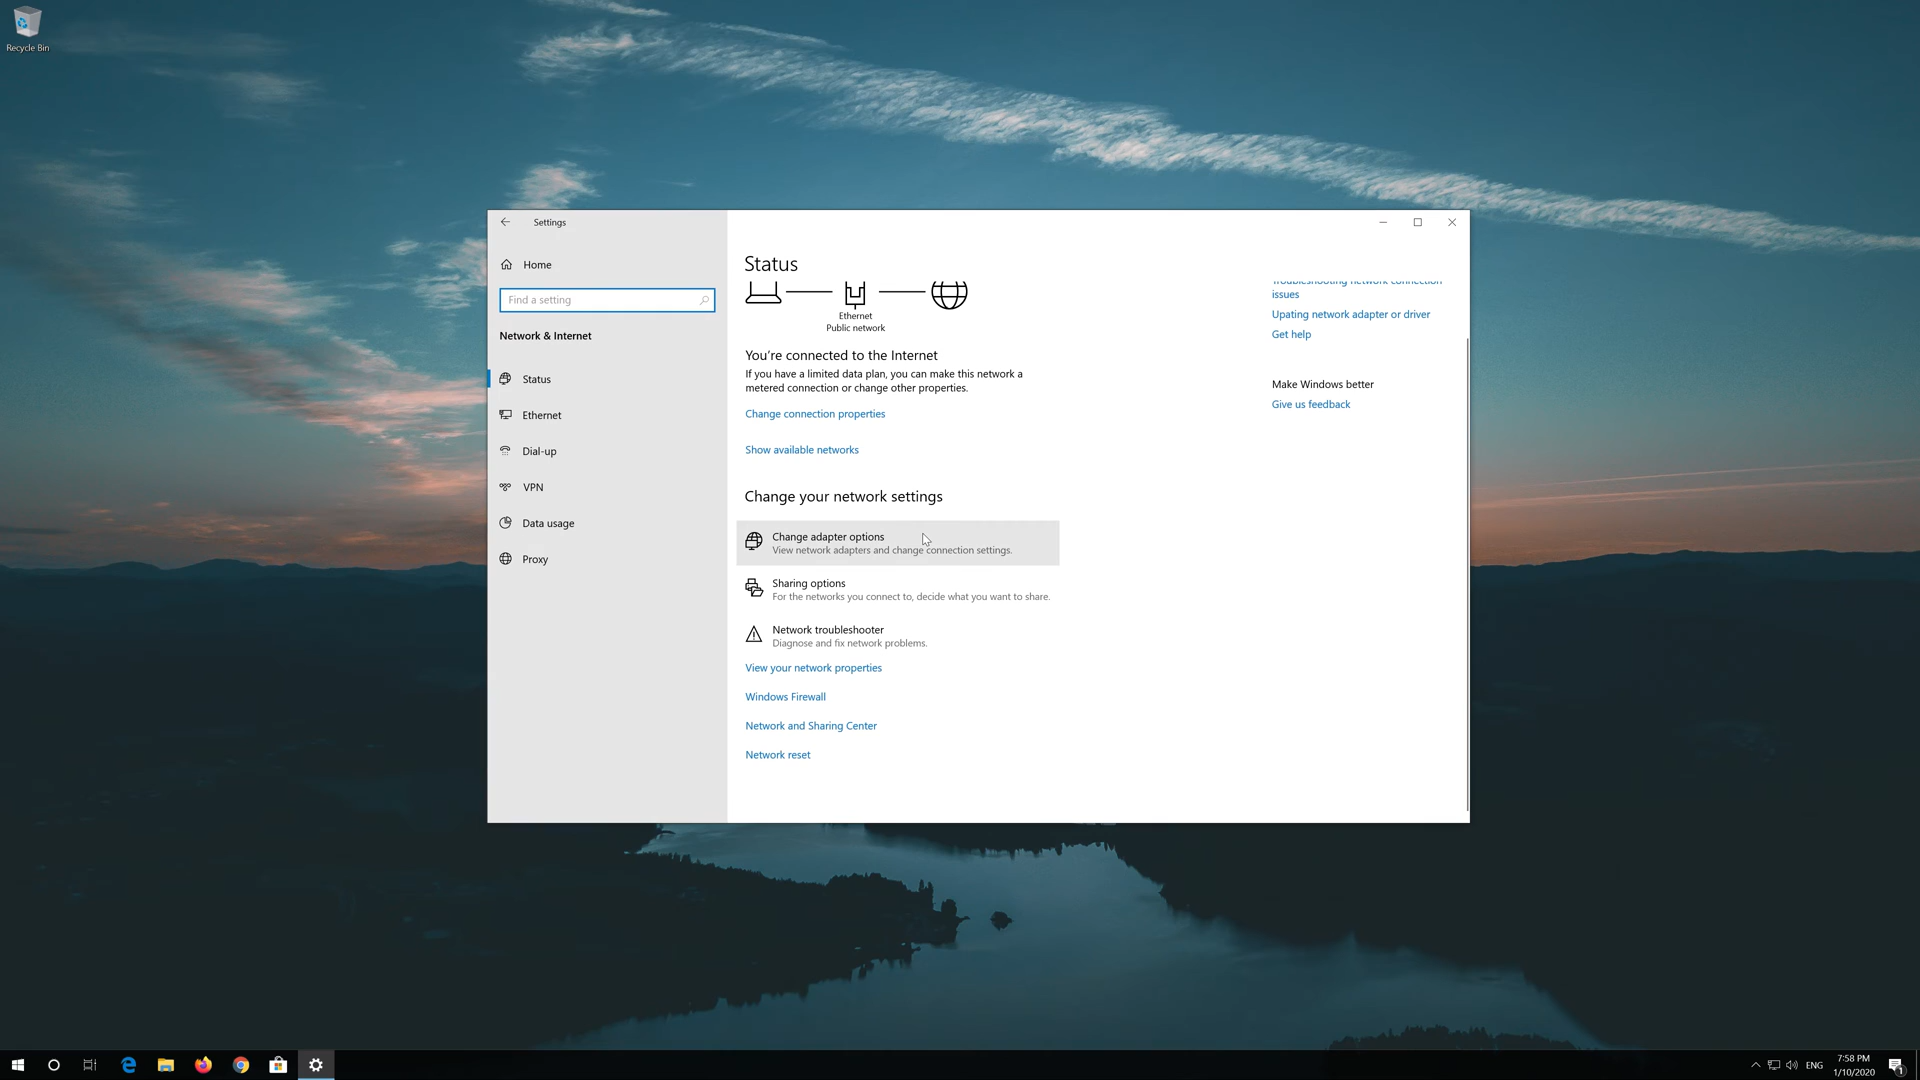 Recycle Bin
Settings
Home
Find a setting
Network & Internet
Status
Ethernet
Dial-up
VPN
Data usage
Proxy
Status
Ethernet
Public network
You're connected to the Internet
If you have a limited data plan, you can make this network a
metered connection or change other properties.
Change connection properties
Show available networks
Change your network settings
Change adapter options
View network adapters and change connection settings.
Sharing options
For the networks you connect to, decide what you want to share.
Network troubleshooter
Diagnose and fix network problems.
View your network properties
Windows Firewall
Network and Sharing Center
Network reset
Troubleshooting network connection
issues
Upating network adapter or driver
Get help
Make Windows better
Give us feedback
ENG
7:58 PM
1/10/2020
1